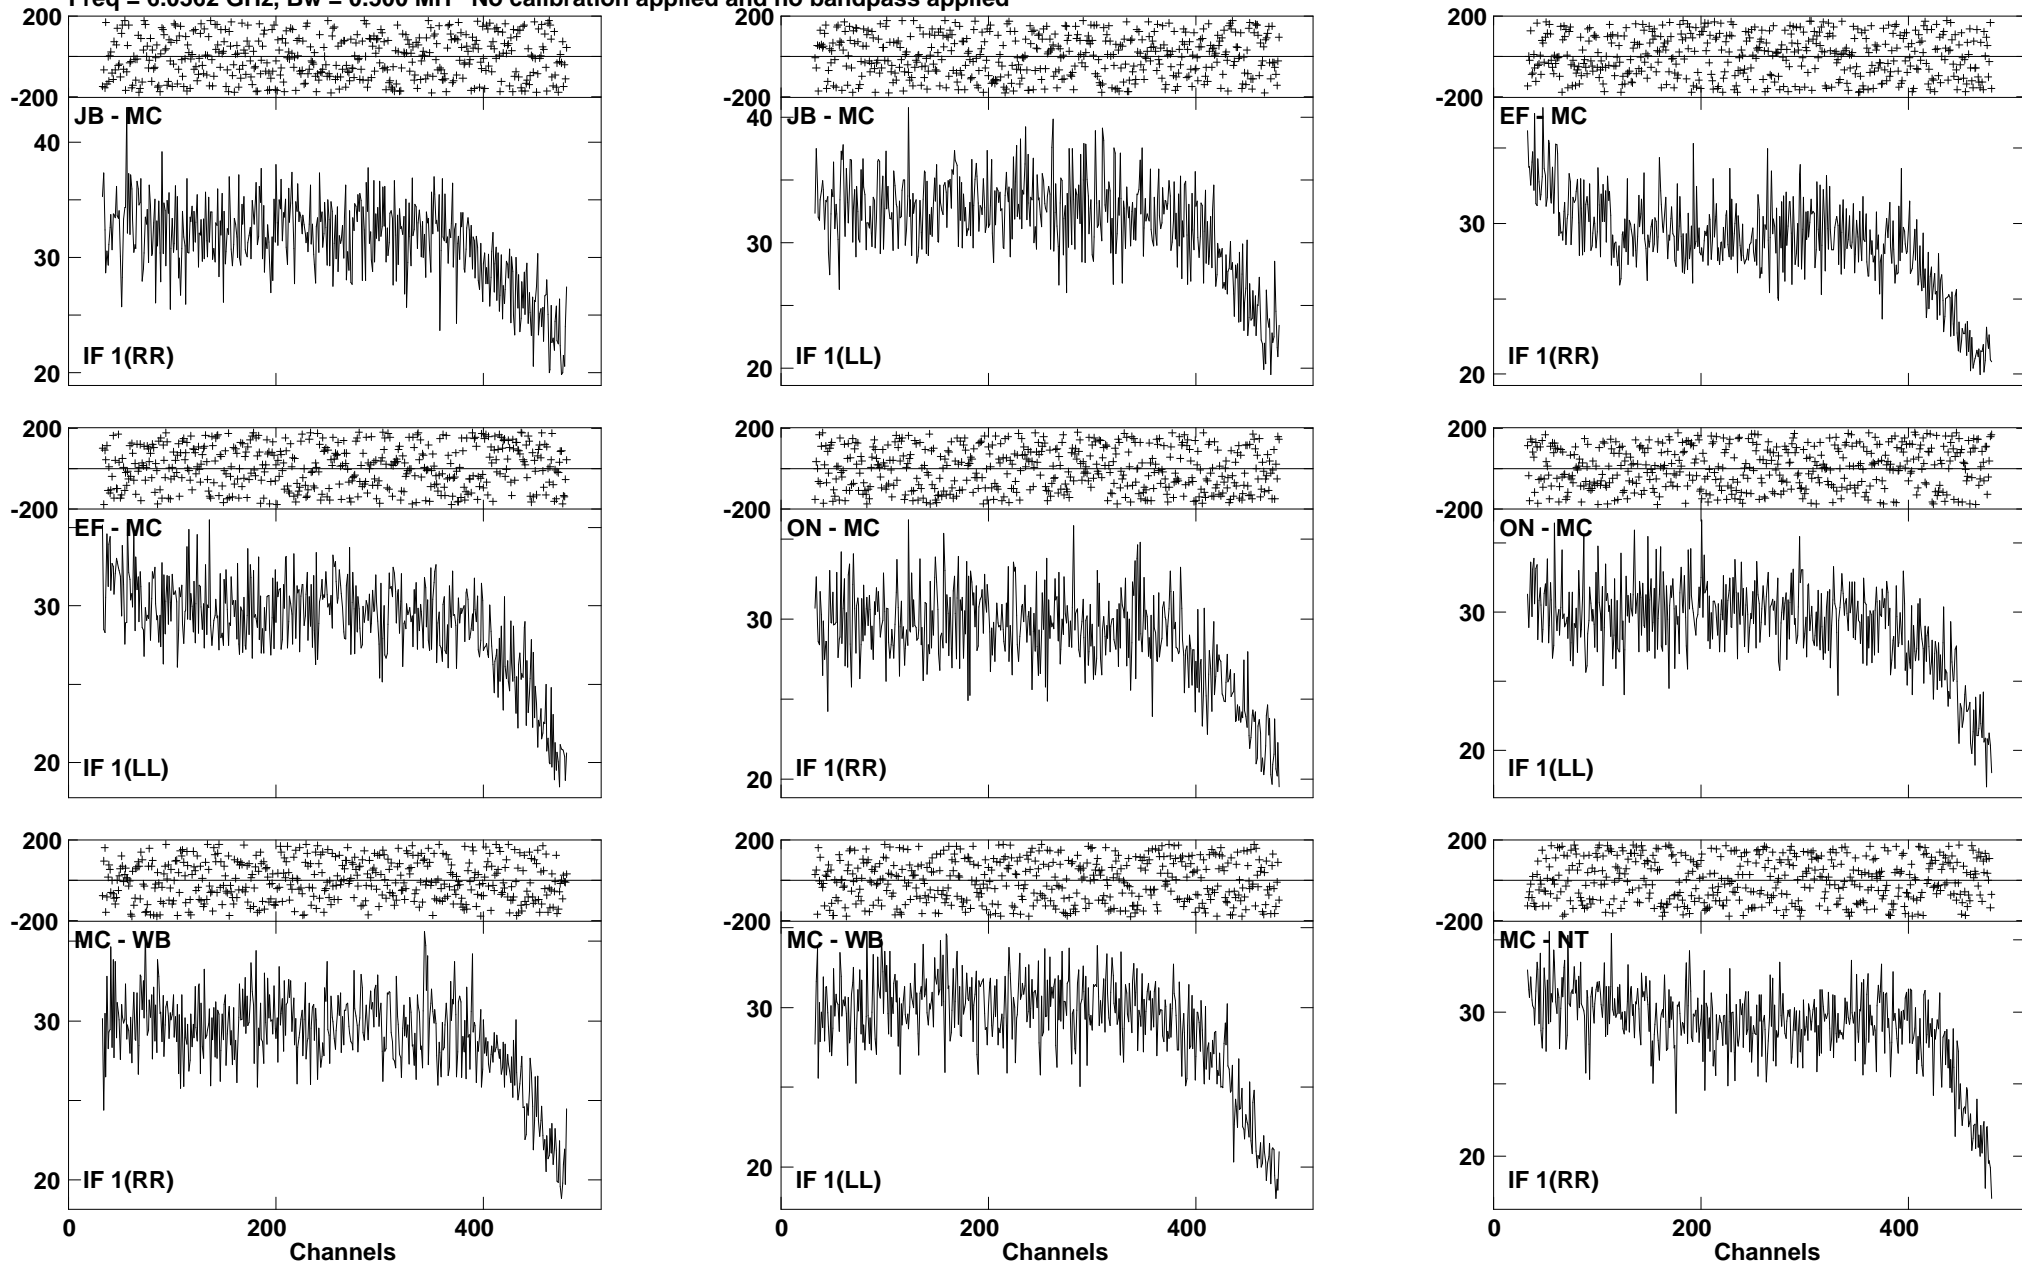 No calibration applied and no bandpass applied
200 200 200
-200 -200 -200
JB - MC JB - MC EF - MC
40 40
30 30 30
20 20 20
IF 1(RR) IF 1(LL) IF 1(RR)
200 200 200
-200 -200 -200
EF - MC ON - MC ON - MC
30 30 30
20 20 20
IF 1(LL) IF 1(RR) IF 1(LL)
200 200 200
-200 -200 -200
MC - WB MC - WB MC - NT
30 30 30
20 20 20
IF 1(RR) IF 1(LL) IF 1(RR)
0 200 400 0 200 400 0 200 400
Channels Channels Channels